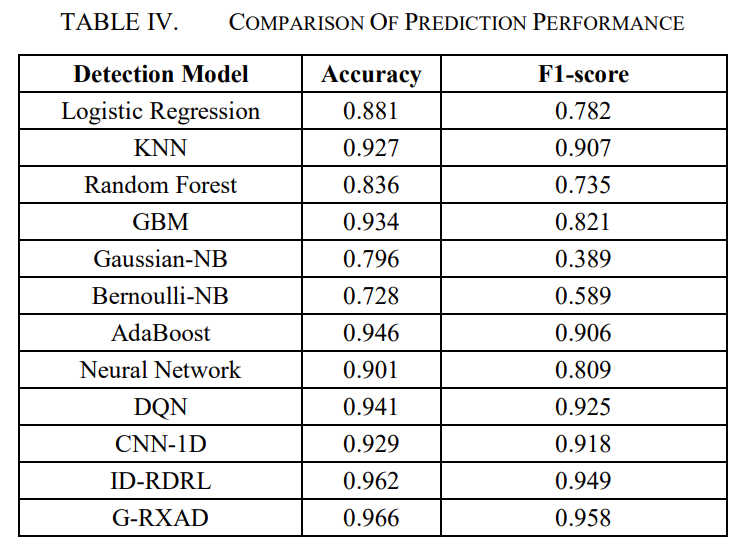 TABLE IV. COMPARISON OF PREDICTION PERFORMANCE
Detection Model Accuracy F1-score
Logistic Regression 0.881 0.782
KNN 0.927 0.907
Random Forest 0.836 0.735
GBM 0.934 0.821
Gaussian-NB 0.796 0.389
Bernoulli-NB 0.728 0.589
AdaBoost 0.946 0.906
Neural Network 0.901 0.809
DQN 0.941 0.925
CNN-1D 0.929 0.918
ID-RDRL 0.962 0.949
G-RXAD 0.966 0.958